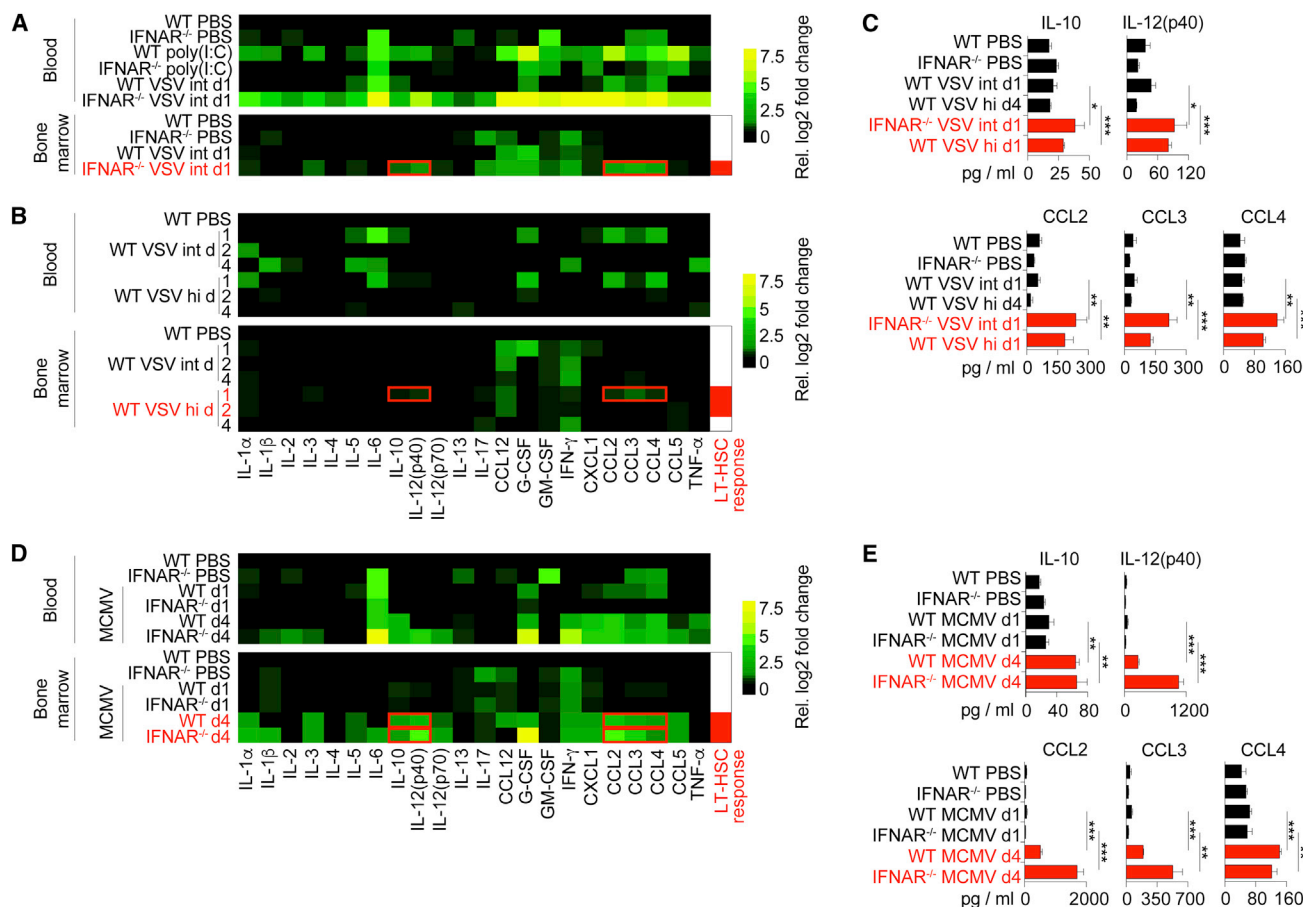 A
Blood
WT PBS
IFNAR-/- PBS
WT poly(I:C)
IFNAR-/- poly(I:C)
WT VSV int d1
IFNAR-/- VSV int d1
Bone marrow
WT PBS
IFNAR-/- PBS
WT VSV int d1
IFNAR-/- VSV int d1
7.5
5
2.5
0
Rel. log2 fold change
B
Blood
WT PBS
WT VSV int d
1
2
4
WT VSV hi d
1
2
4
Bone marrow
WT PBS
WT VSV int d
1
2
4
WT VSV hi d
1
2
4
7.5
5
2.5
0
Rel. log2 fold change
IL-1α
IL-1β
IL-2
IL-3
IL-4
IL-5
IL-6
IL-10
IL-12(p40)
IL-12(p70)
IL-13
IL-17
CCL12
G-CSF
GM-CSF
IFN-γ
CXCL1
CCL2
CCL3
CCL4
CCL5
TNF-α
LT-HSC response
C
IL-10
IL-12(p40)
WT PBS
IFNAR-/- PBS
WT VSV int d1
WT VSV hi d4
IFNAR-/- VSV int d1
WT VSV hi d1
* ***
* ***
pg / ml
0 25 50
0 60 120
CCL2
CCL3
CCL4
WT PBS
IFNAR-/- PBS
WT VSV int d1
WT VSV hi d4
IFNAR-/- VSV int d1
WT VSV hi d1
** **
** ***
** ***
pg / ml
0 150 300
0 150 300
0 80 160
D
Blood
MCMV
WT PBS
IFNAR-/- PBS
WT d1
IFNAR-/- d1
WT d4
IFNAR-/- d4
Bone marrow
MCMV
WT PBS
IFNAR-/- PBS
WT d1
IFNAR-/- d1
WT d4
IFNAR-/- d4
7.5
5
2.5
0
Rel. log2 fold change
IL-1α
IL-1β
IL-2
IL-3
IL-4
IL-5
IL-6
IL-10
IL-12(p40)
IL-12(p70)
IL-13
IL-17
CCL12
G-CSF
GM-CSF
IFN-γ
CXCL1
CCL2
CCL3
CCL4
CCL5
TNF-α
LT-HSC response
E
IL-10
IL-12(p40)
WT PBS
IFNAR-/- PBS
WT MCMV d1
IFNAR-/- MCMV d1
WT MCMV d4
IFNAR-/- MCMV d4
** **
*** ***
pg / ml
0 40 80
0 1200
CCL2
CCL3
CCL4
WT PBS
IFNAR-/- PBS
WT MCMV d1
IFNAR-/- MCMV d1
WT MCMV d4
IFNAR-/- MCMV d4
*** ***
*** **
***
pg / ml
0 2000
0 350 700
0 80 160